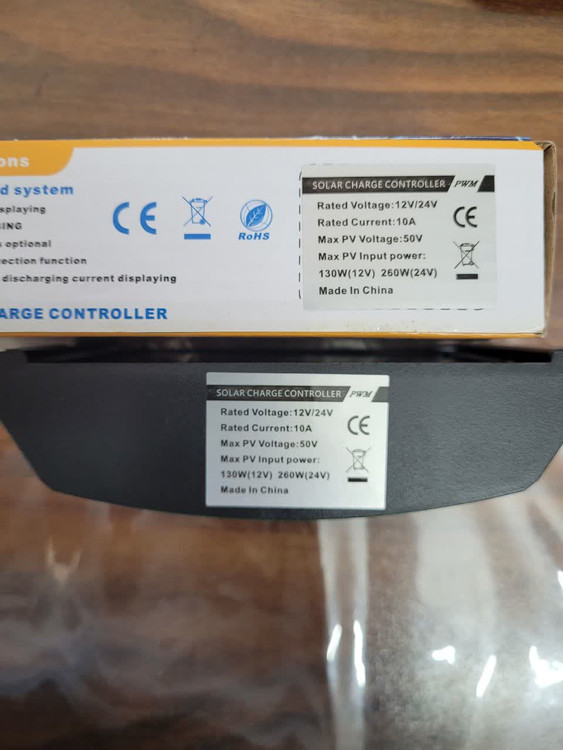 ons
d system
splaying
SING
s optional
ection function
discharging current displaying
ARGE CONTROLLER
CE
RoHS
SOLAR CHARGE CONTROLLER PWM
Rated Voltage:12V/24V
Rated Current:10A
Max PV Voltage:50V
Max PV Input power:
130W(12V) 260W(24V)
Made In China
CE
SOLAR CHARGE CONTROLLER PWM
Rated Voltage:12V/24V
Rated Current:10A
Max PV Voltage:50V
Max PV Input power:
130W(12V) 260W(24V)
Made In China
CE